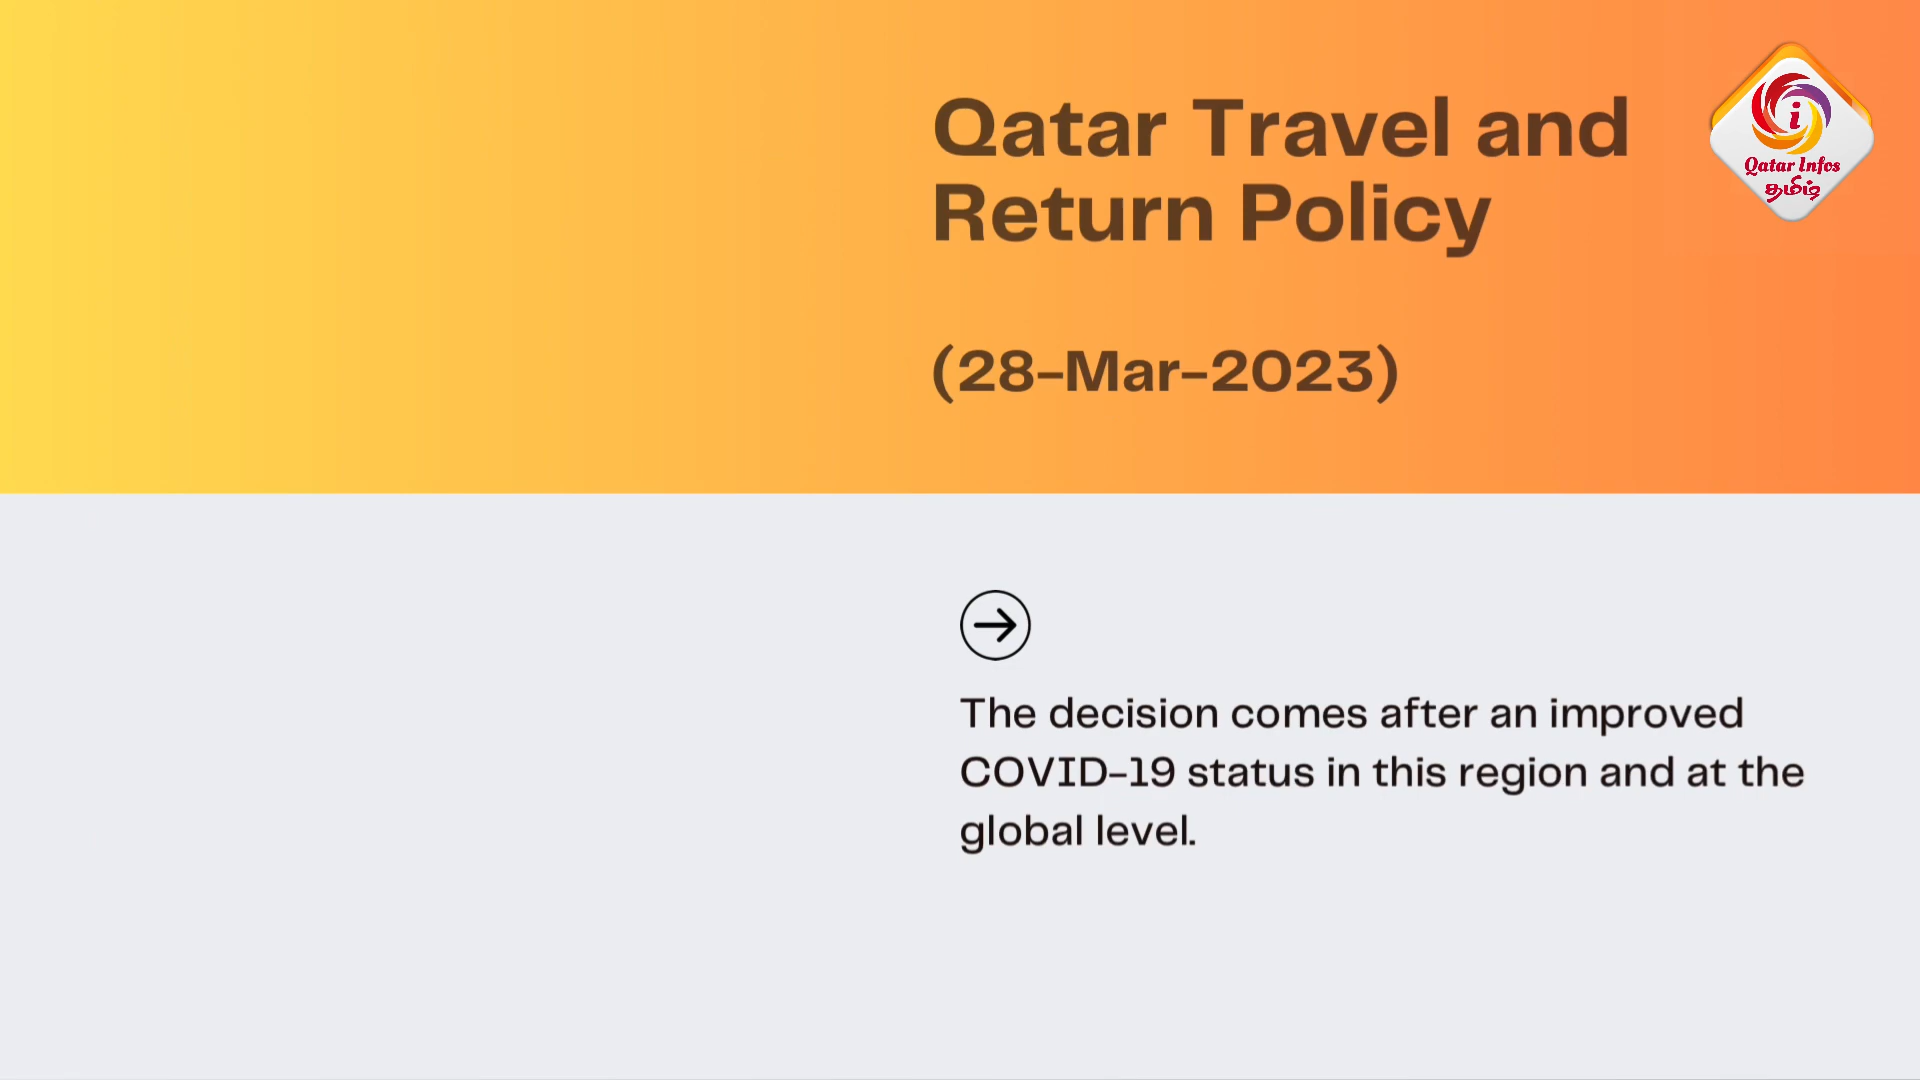 Qatar Travel and
Return Policy
(28-Mar-2023)
i
Qatar Infos
தமிழ்
The decision comes after an improved
COVID-19 status in this region and at the
global level.